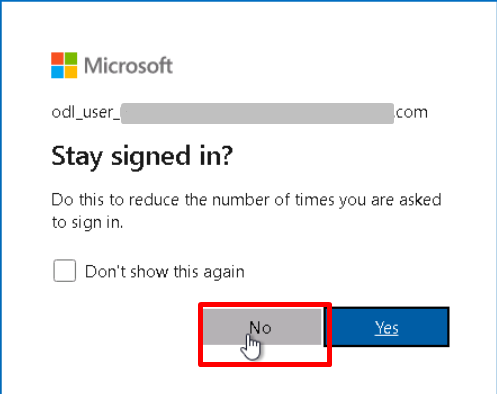 Microsoft
odl_user_ .com
Stay signed in?
Do this to reduce the number of times you are asked
to sign in.
Don't show this again
No
Yes